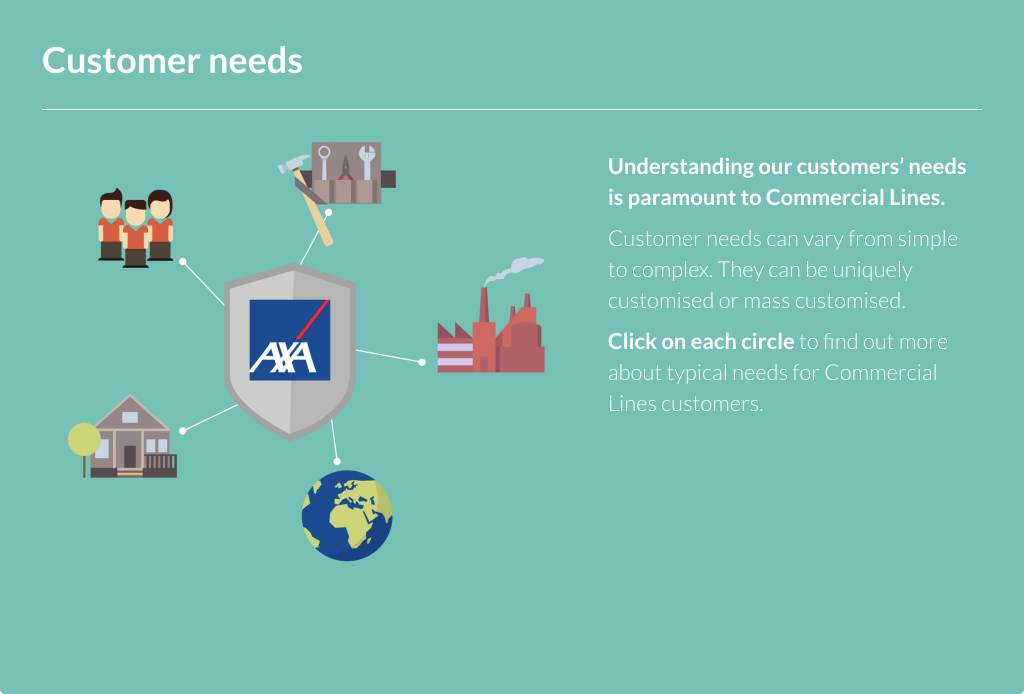 Customer needs
AXA
Understanding our customers’ needs
is paramount to Commercial Lines.
Customer needs can vary from simple
to complex. They can be uniquely
customised or mass customised.
Click on each circle to find out more
about typical needs for Commercial
Lines customers.